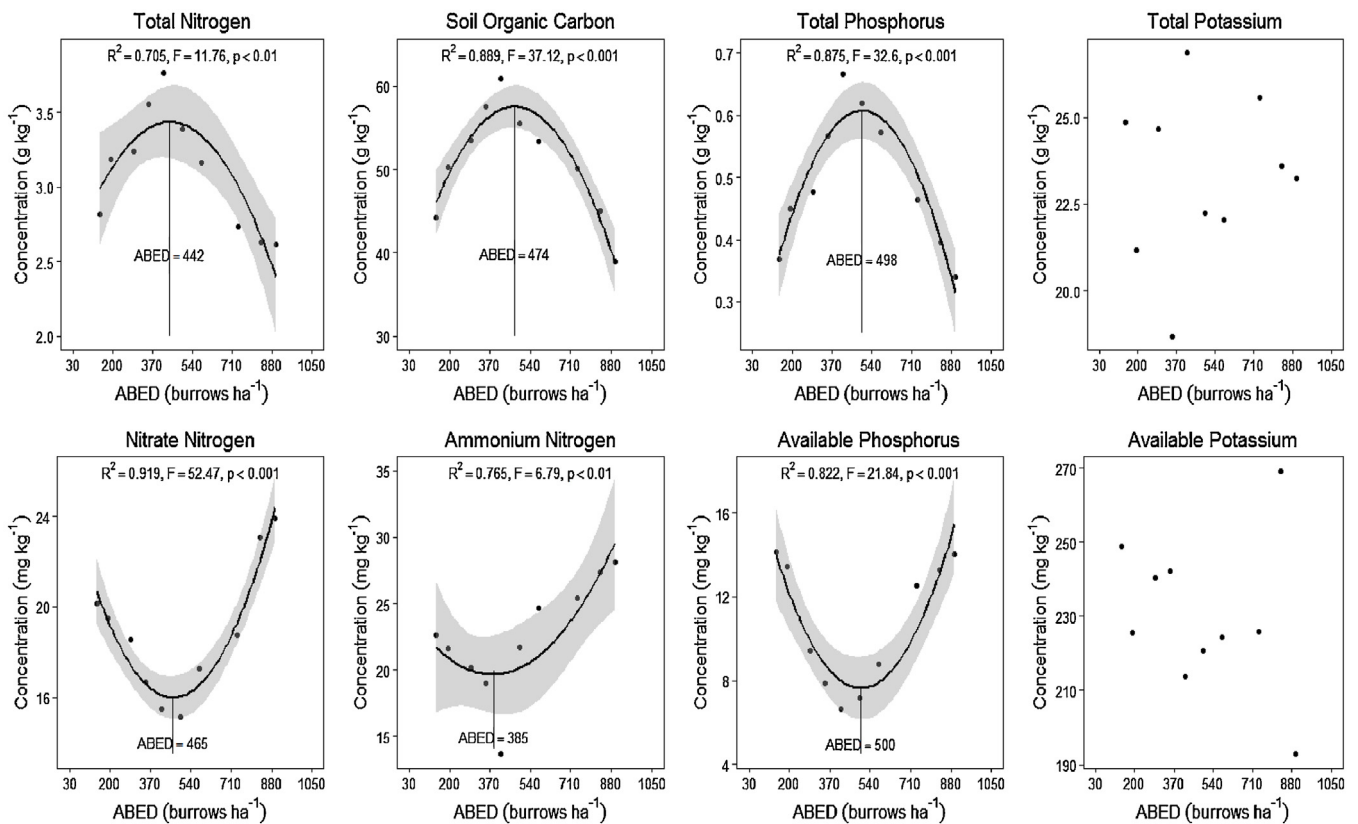 Total Nitrogen
R² = 0.705, F = 11.76, p < 0.01
Concentration (g kg⁻¹)
3.5
3.0
2.5
2.0
ABED = 442
30 200 370 540 710 880 1050
ABED (burrows ha⁻¹)
Soil Organic Carbon
R² = 0.889, F = 37.12, p < 0.001
Concentration (g kg⁻¹)
60
50
40
30
ABED = 474
30 200 370 540 710 880 1050
ABED (burrows ha⁻¹)
Total Phosphorus
R² = 0.875, F = 32.6, p < 0.001
Concentration (g kg⁻¹)
0.7
0.6
0.5
0.4
0.3
ABED = 498
30 200 370 540 710 880 1050
ABED (burrows ha⁻¹)
Total Potassium
Concentration (g kg⁻¹)
25.0
22.5
20.0
30 200 370 540 710 880 1050
ABED (burrows ha⁻¹)
Nitrate Nitrogen
R² = 0.919, F = 52.47, p < 0.001
Concentration (mg kg⁻¹)
24
20
16
ABED = 465
30 200 370 540 710 880 1050
ABED (burrows ha⁻¹)
Ammonium Nitrogen
R² = 0.765, F = 6.79, p < 0.01
Concentration (mg kg⁻¹)
35
30
25
20
15
ABED = 385
30 200 370 540 710 880 1050
ABED (burrows ha⁻¹)
Available Phosphorus
R² = 0.822, F = 21.84, p < 0.001
Concentration (mg kg⁻¹)
16
12
8
4
ABED = 500
30 200 370 540 710 880 1050
ABED (burrows ha⁻¹)
Available Potassium
Concentration (mg kg⁻¹)
270
250
230
210
190
30 200 370 540 710 880 1050
ABED (burrows ha⁻¹)